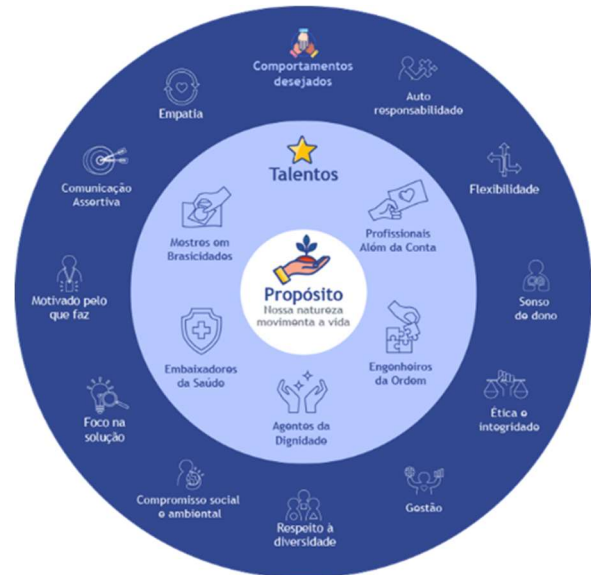 Comportamentos
desejados
Auto
responsabilidade
Flexibilidade
Senso
de dono
Ética e
integridade
Gestão
Respeito à
diversidade
Compromisso social
e ambiental
Foco na
solução
Motivado pelo
que faz
Comunicação
Assertiva
Empatia
Talentos
Profissionais
Além da Conta
Engenheiros
da Ordem
Agentes da
Dignidade
Embaixadores
da Saúde
Mestres em
Brasicidades
Propósito
Nossa natureza
movimenta a vida